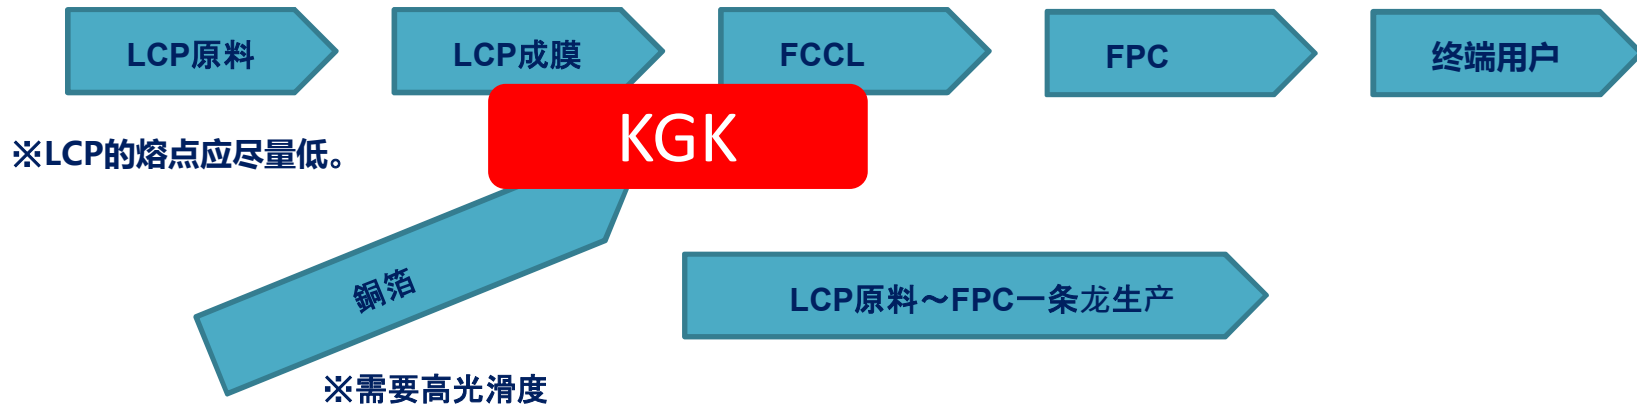 LCP原料
LCP成膜
FCCL
FPC
终端用户
KGK
※LCP的熔点应尽量低。
銅箔
LCP原料～FPC一条龙生产
※需要高光滑度